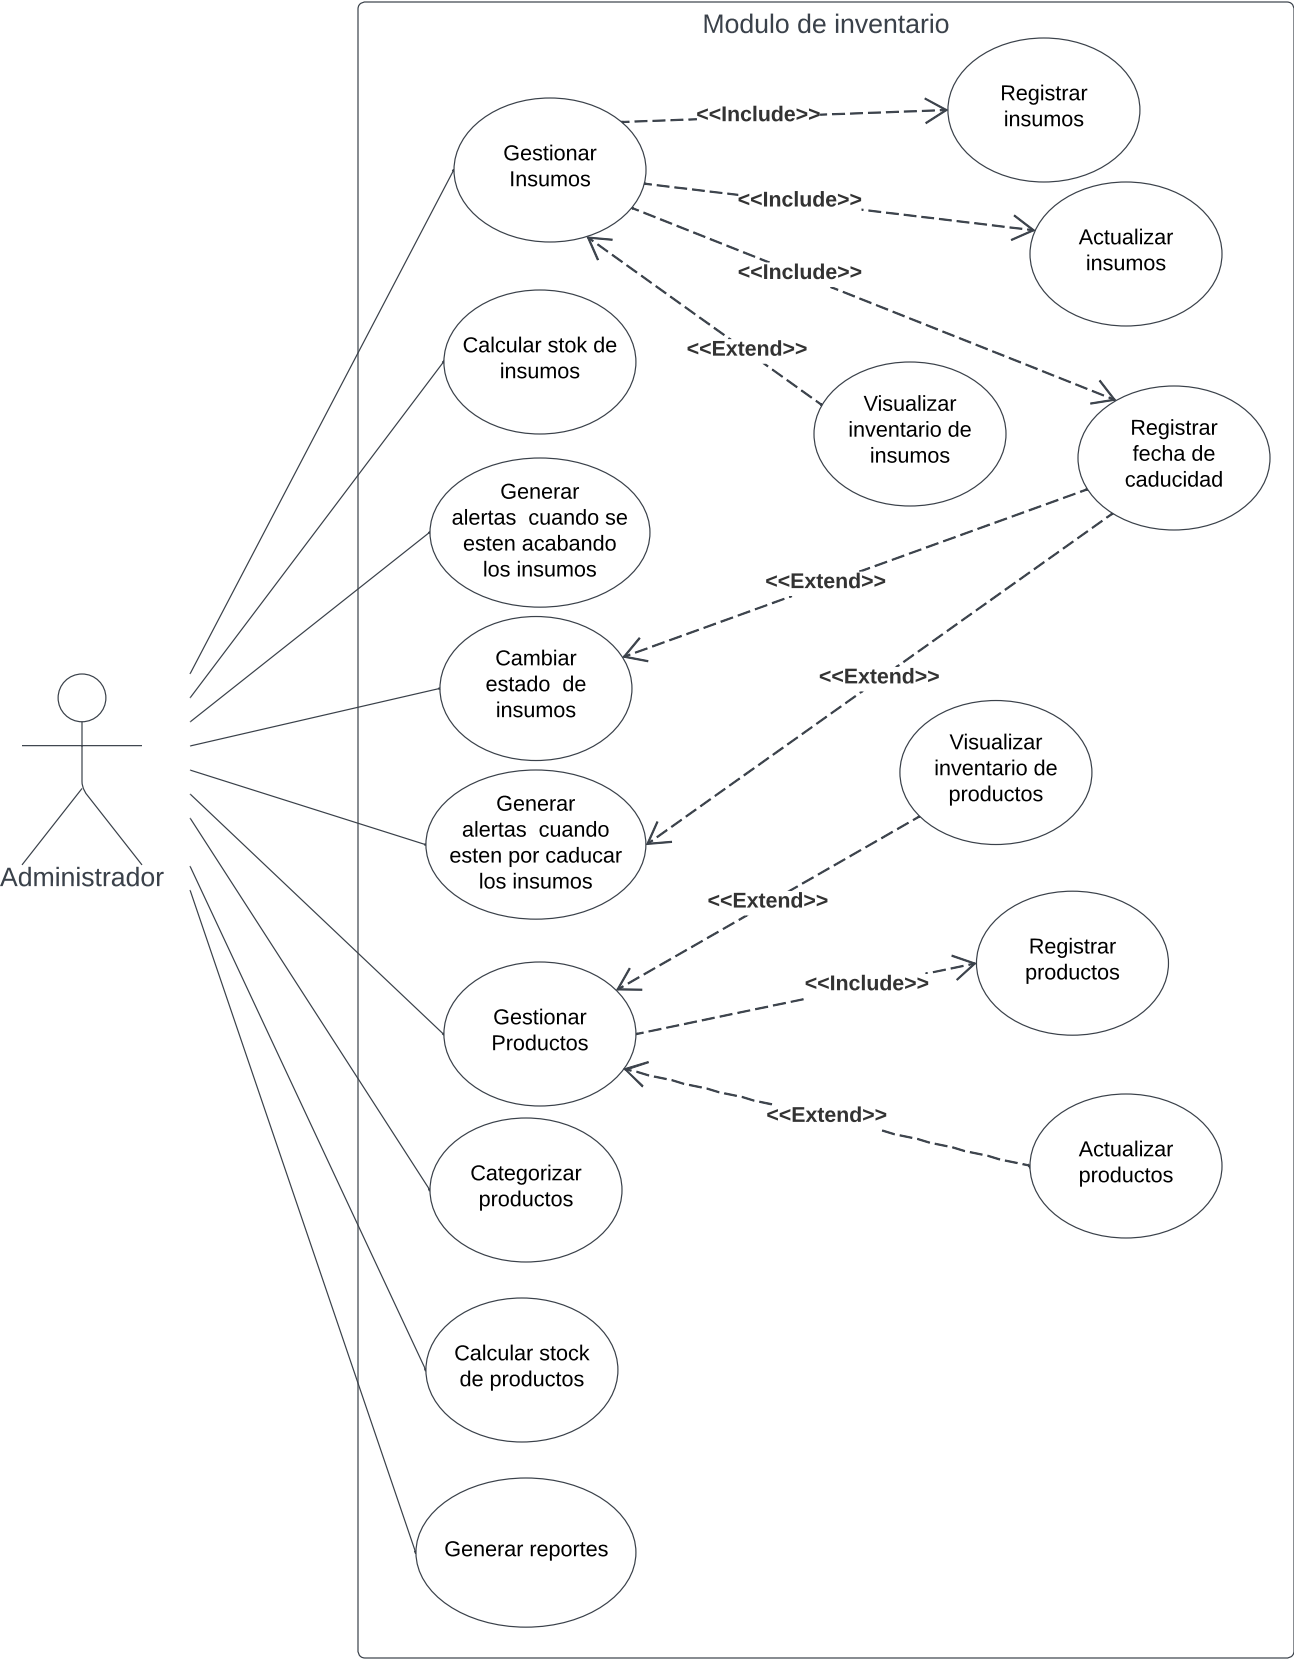 Modulo de inventario
Registrar
insumos
<<Include>>
Gestionar
Insumos
<<Include>>
Actualizar
insumos
<<Include>>
Calcular stok de
insumos
<<Extend>>
Visualizar
inventario de
insumos
Registrar
fecha de
caducidad
Generar
alertas  cuando se
esten acabando
los insumos
<<Extend>>
Cambiar
estado  de
insumos
<<Extend>>
Visualizar
inventario de
productos
Generar
alertas  cuando
esten por caducar
los insumos
Administrador
<<Extend>>
Registrar
productos
<<Include>>
Gestionar
Productos
<<Extend>>
Actualizar
productos
Categorizar
productos
Calcular stock
de productos
Generar reportes